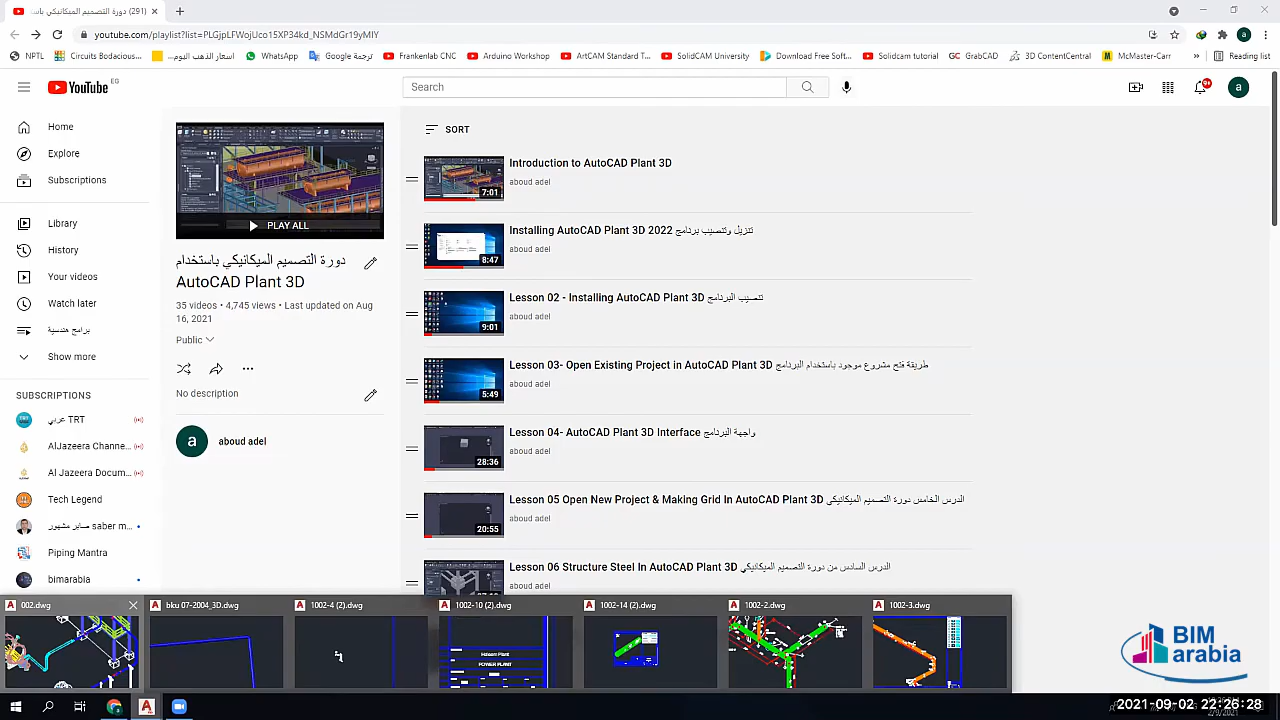 (291) دورة التصميم الميكانيكي باستخ
youtube.com/playlist?list=PLGjpLFWojUco15XP34kd_NSMdGr19yMIY
NPTL
Circuits Bodacious...
اسعار الذهب اليوم...
WhatsApp
ترجمة Google
Frankenlab CNC
Arduino Workshop
ArtCAM Standard T...
SolidCAM University
Download Free Soft...
Solidcam tutorial
GrabCAD
3D ContentCentral
McMaster-Carr
»
Reading list
YouTube EG
Search
9+
a
Home
Explore
Subscriptions
Library
History
Your videos
Watch later
برامج هندسية
Show more
SUBSCRIPTIONS
TRT عربي
AlJazeera Channe...
Al Jazeera Docum...
Tech Legend
صابر مشهور saber m...
Piping Mantra
bimarabia
PLAY ALL
دورة التصميم الميكانيكي باستخدام
AutoCAD Plant 3D
35 videos • 4,745 views • Last updated on Aug
16, 2021
Public
No description
a aboud adel
SORT
Introduction to AutoCAD Plant 3D
aboud adel
7:01
Installing AutoCAD Plant 3D 2022 تنزيل وتنصيب برنامج
aboud adel
8:47
Lesson 02 - Installing AutoCAD Plant 3D تنصيب البرنامج
aboud adel
9:01
Lesson 03- Open Existing Project in AutoCAD Plant 3D طريقة فتح مشروع موجود باستخدام البرنامج
aboud adel
5:49
Lesson 04- AutoCAD Plant 3D Interface واجهة البرنامج
aboud adel
28:36
Lesson 05 Open New Project & Making Grid In AutoCAD Plant 3D الدرس الخامس دورة التصميم الميكانيكي
aboud adel
20:55
Lesson 06 Structure Steel In AutoCAD Plant 3D الدرس السادس من دورة التصميم الميكانيكي
aboud adel
002.dwg
bku 07-2004_3D.dwg
1002-4 (2).dwg
1002-10 (2).dwg
1002-14 (2).dwg
1002-2.dwg
1002-3.dwg
POWER PLANT
BIM
arabia
2021-09-02 22:26:28